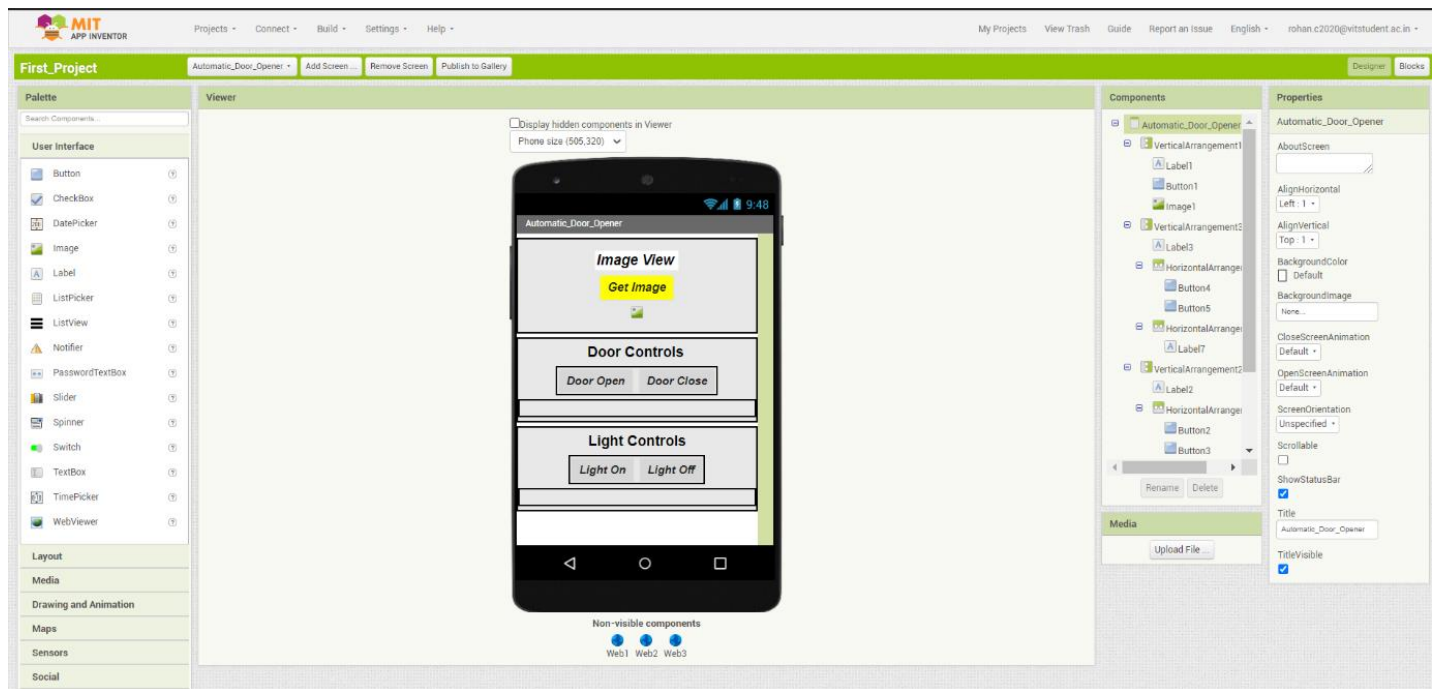 MIT
APP INVENTOR
Projects Connect Build Settings Help
My Projects View Trash Guide Report an Issue English rohan.c2020@vitstudent.ac.in
First_Project
Automatic_Door_Opener Add Screen ... Remove Screen Publish to Gallery
Designer Blocks
Palette
Search Components...
User Interface
Button
CheckBox
DatePicker
Image
Label
ListPicker
ListView
Notifier
PasswordTextBox
Slider
Spinner
Switch
TextBox
TimePicker
WebViewer
Layout
Media
Drawing and Animation
Maps
Sensors
Social
Viewer
Display hidden components in Viewer
Phone size (505,320)
9:48
Automatic_Door_Opener
Image View
Get Image
Door Controls
Door Open Door Close
Light Controls
Light On Light Off
Non-visible components
Web1 Web2 Web3
Components
Automatic_Door_Opener
VerticalArrangement1
Label1
Button1
Image1
VerticalArrangement3
Label3
HorizontalArranger
Button4
Button5
HorizontalArranger
Label7
VerticalArrangement2
Label2
HorizontalArranger
Button2
Button3
Rename Delete
Media
Upload File ...
Properties
Automatic_Door_Opener
AboutScreen
AlignHorizontal
Left : 1
AlignVertical
Top : 1
BackgroundColor
Default
BackgroundImage
None...
CloseScreenAnimation
Default
OpenScreenAnimation
Default
ScreenOrientation
Unspecified
Scrollable
ShowStatusBar
Title
Automatic_Door_Opener
TitleVisible